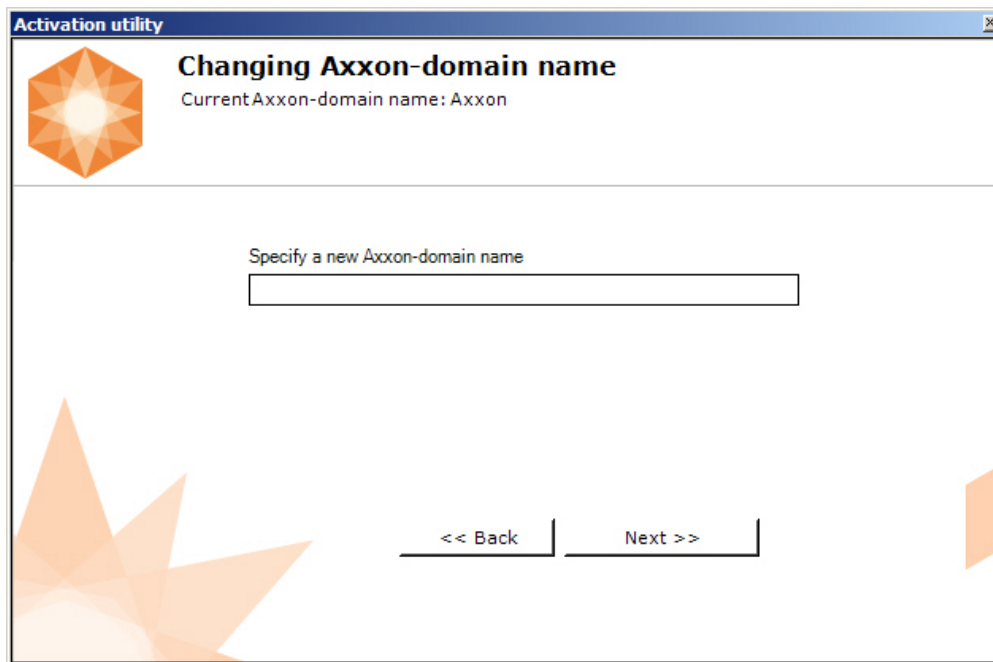 Activation utility
Changing Axxon-domain name
Current Axxon-domain name: Axxon
Specify a new Axxon-domain name
<< Back
Next >>